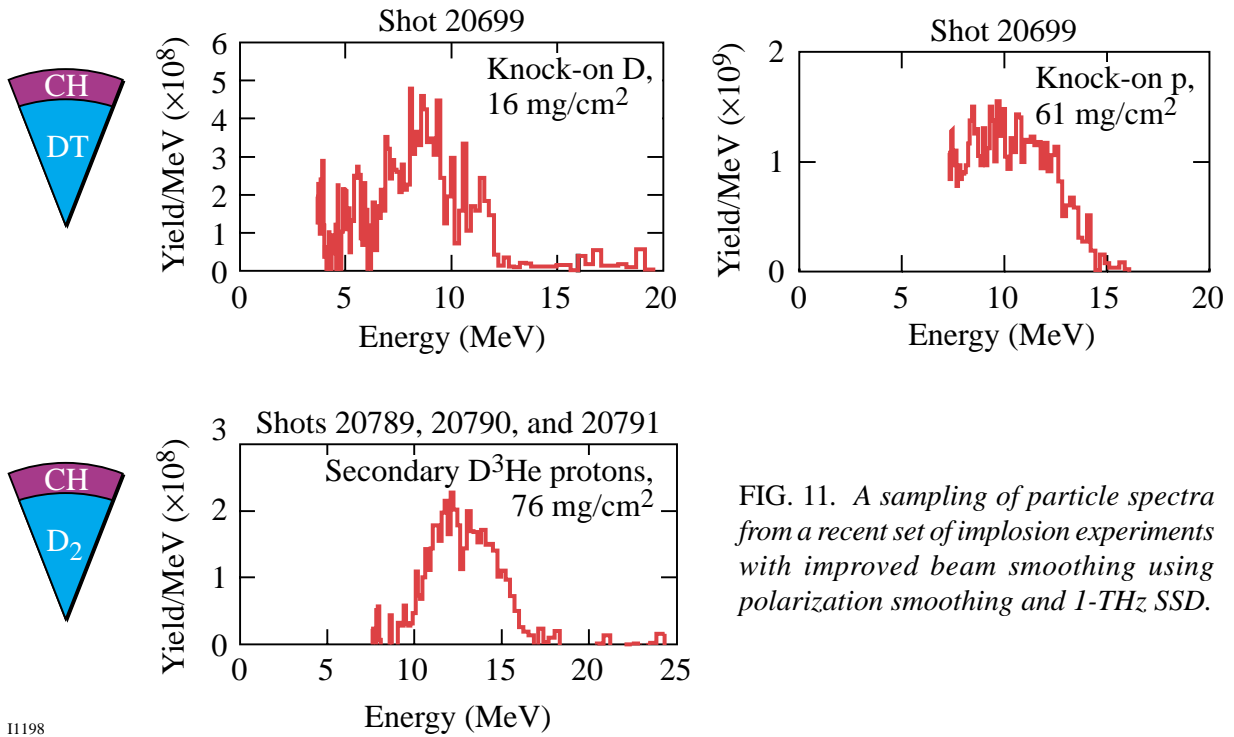 Shot 20699
CH
DT
Yield/MeV (×10⁸)
6
5
4
3
2
1
0
Knock-on D,
16 mg/cm²
0 5 10 15 20
Energy (MeV)
Shot 20699
Yield/MeV (×10⁹)
2
1
0
Knock-on p,
61 mg/cm²
0 5 10 15 20
Energy (MeV)
Shots 20789, 20790, and 20791
CH
D₂
Yield/MeV (×10⁸)
3
2
1
0
Secondary D³He protons,
76 mg/cm²
0 5 10 15 20 25
Energy (MeV)
FIG. 11. A sampling of particle spectra
from a recent set of implosion experiments
with improved beam smoothing using
polarization smoothing and 1-THz SSD.
I1198